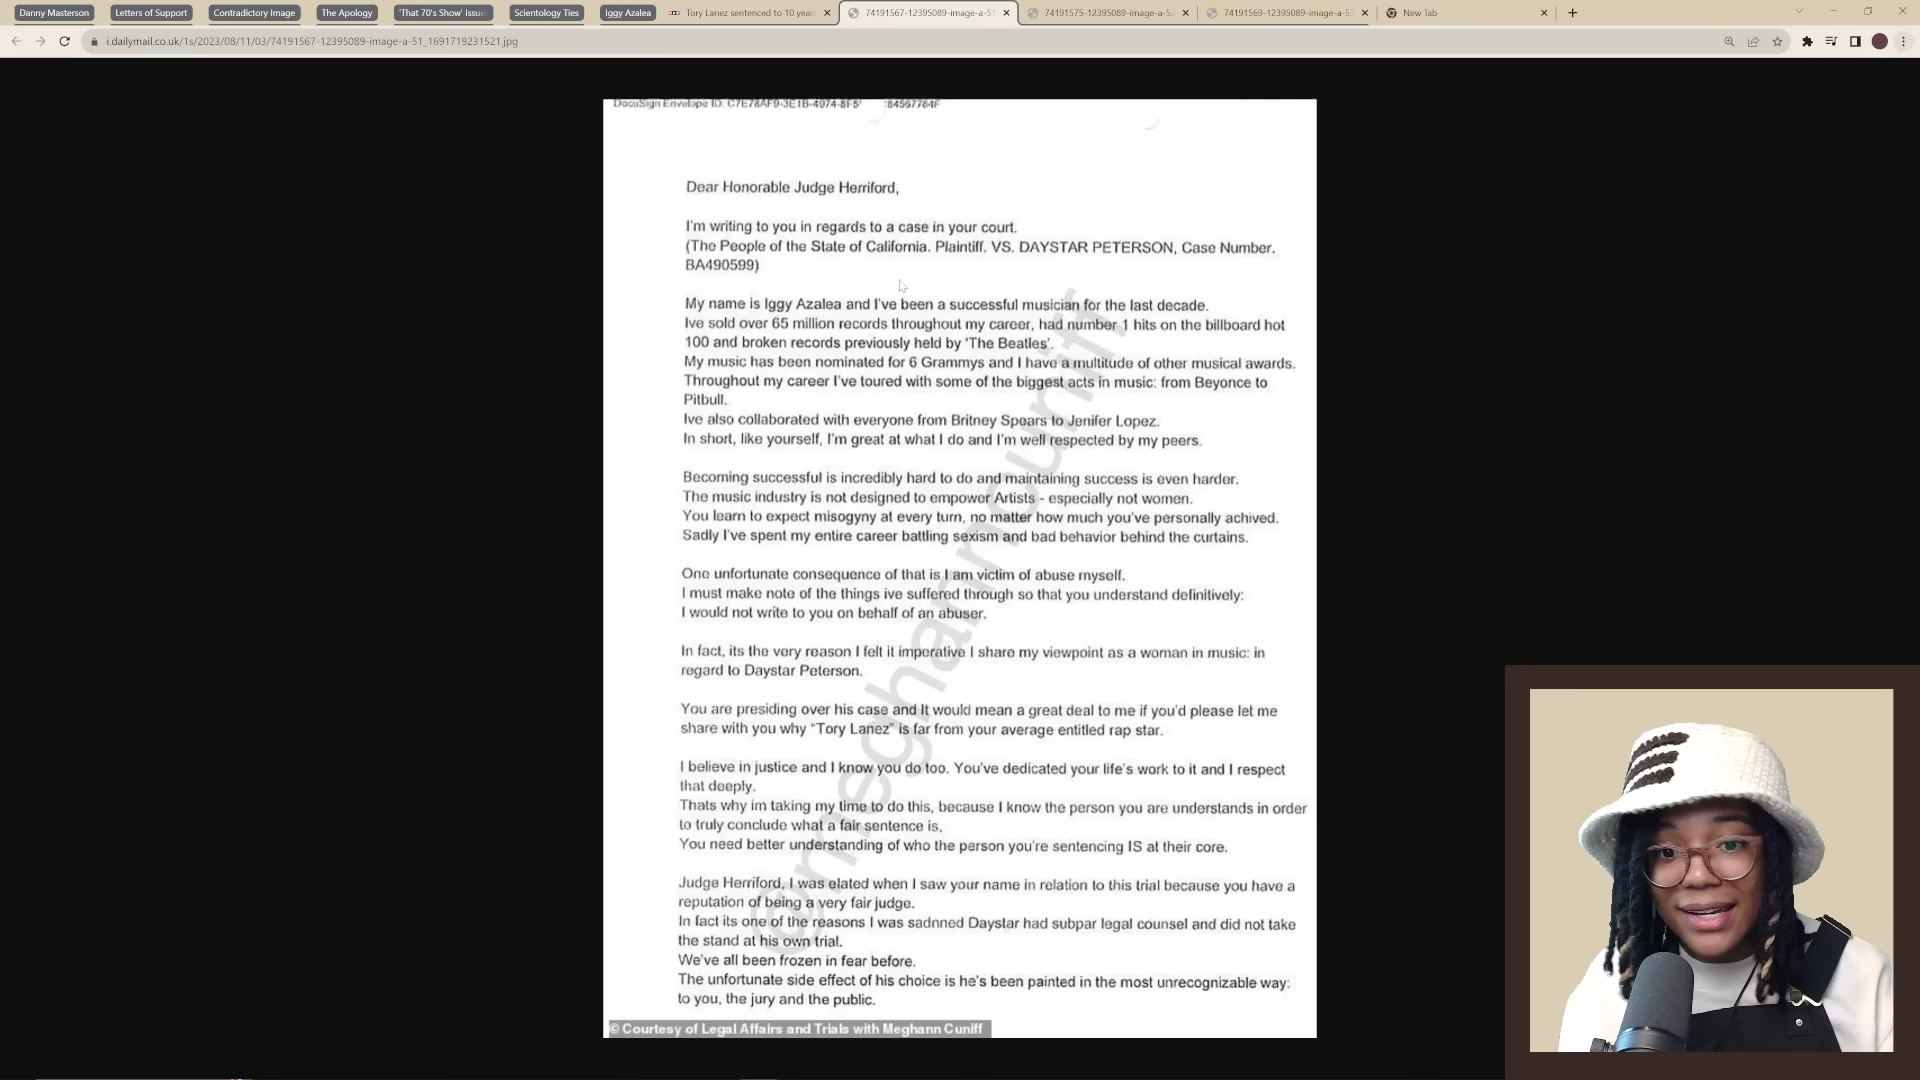 Danny Masterson
Letters of Support
Contradictory Image
The Apology
'That 70's Show' Issue
Scientology Ties
Iggy Azalea
Tory Lanez sentenced to 10 year
74191567-12395089-image-a-51
74191575-12395089-image-a-52
74191569-12395089-image-a-53
New Tab
i.dailymail.co.uk/1s/2023/08/11/03/74191567-12395089-image-a-51_1691719231521.jpg
DocuSign Envelope ID: C7E78AF9-3E1B-4974-8F5
84567784F
Dear Honorable Judge Herriford,
I'm writing to you in regards to a case in your court.
(The People of the State of California. Plaintiff. VS. DAYSTAR PETERSON, Case Number.
BA490599)
My name is Iggy Azalea and I've been a successful musician for the last decade.
Ive sold over 65 million records throughout my career, had number 1 hits on the billboard hot
100 and broken records previously held by 'The Beatles'.
My music has been nominated for 6 Grammys and I have a multitude of other musical awards.
Throughout my career I've toured with some of the biggest acts in music: from Beyonce to
Pitbull.
Ive also collaborated with everyone from Britney Spears to Jenifer Lopez.
In short, like yourself, I'm great at what I do and I'm well respected by my peers.
Becoming successful is incredibly hard to do and maintaining success is even harder.
The music industry is not designed to empower Artists - especially not women.
You learn to expect misogyny at every turn, no matter how much you've personally achived.
Sadly I've spent my entire career battling sexism and bad behavior behind the curtains.
One unfortunate consequence of that is I am victim of abuse myself.
I must make note of the things ive suffered through so that you understand definitively:
I would not write to you on behalf of an abuser.
In fact, its the very reason I felt it imperative I share my viewpoint as a woman in music: in
regard to Daystar Peterson.
You are presiding over his case and It would mean a great deal to me if you'd please let me
share with you why "Tory Lanez" is far from your average entitled rap star.
I believe in justice and I know you do too. You've dedicated your life's work to it and I respect
that deeply.
Thats why im taking my time to do this, because I know the person you are understands in order
to truly conclude what a fair sentence is,
You need better understanding of who the person you're sentencing IS at their core.
Judge Herriford, I was elated when I saw your name in relation to this trial because you have a
reputation of being a very fair judge.
In fact its one of the reasons I was sadnned Daystar had subpar legal counsel and did not take
the stand at his own trial.
We've all been frozen in fear before.
The unfortunate side effect of his choice is he's been painted in the most unrecognizable way:
to you, the jury and the public.
@meghanncuniff
© Courtesy of Legal Affairs and Trials with Meghann Cuniff